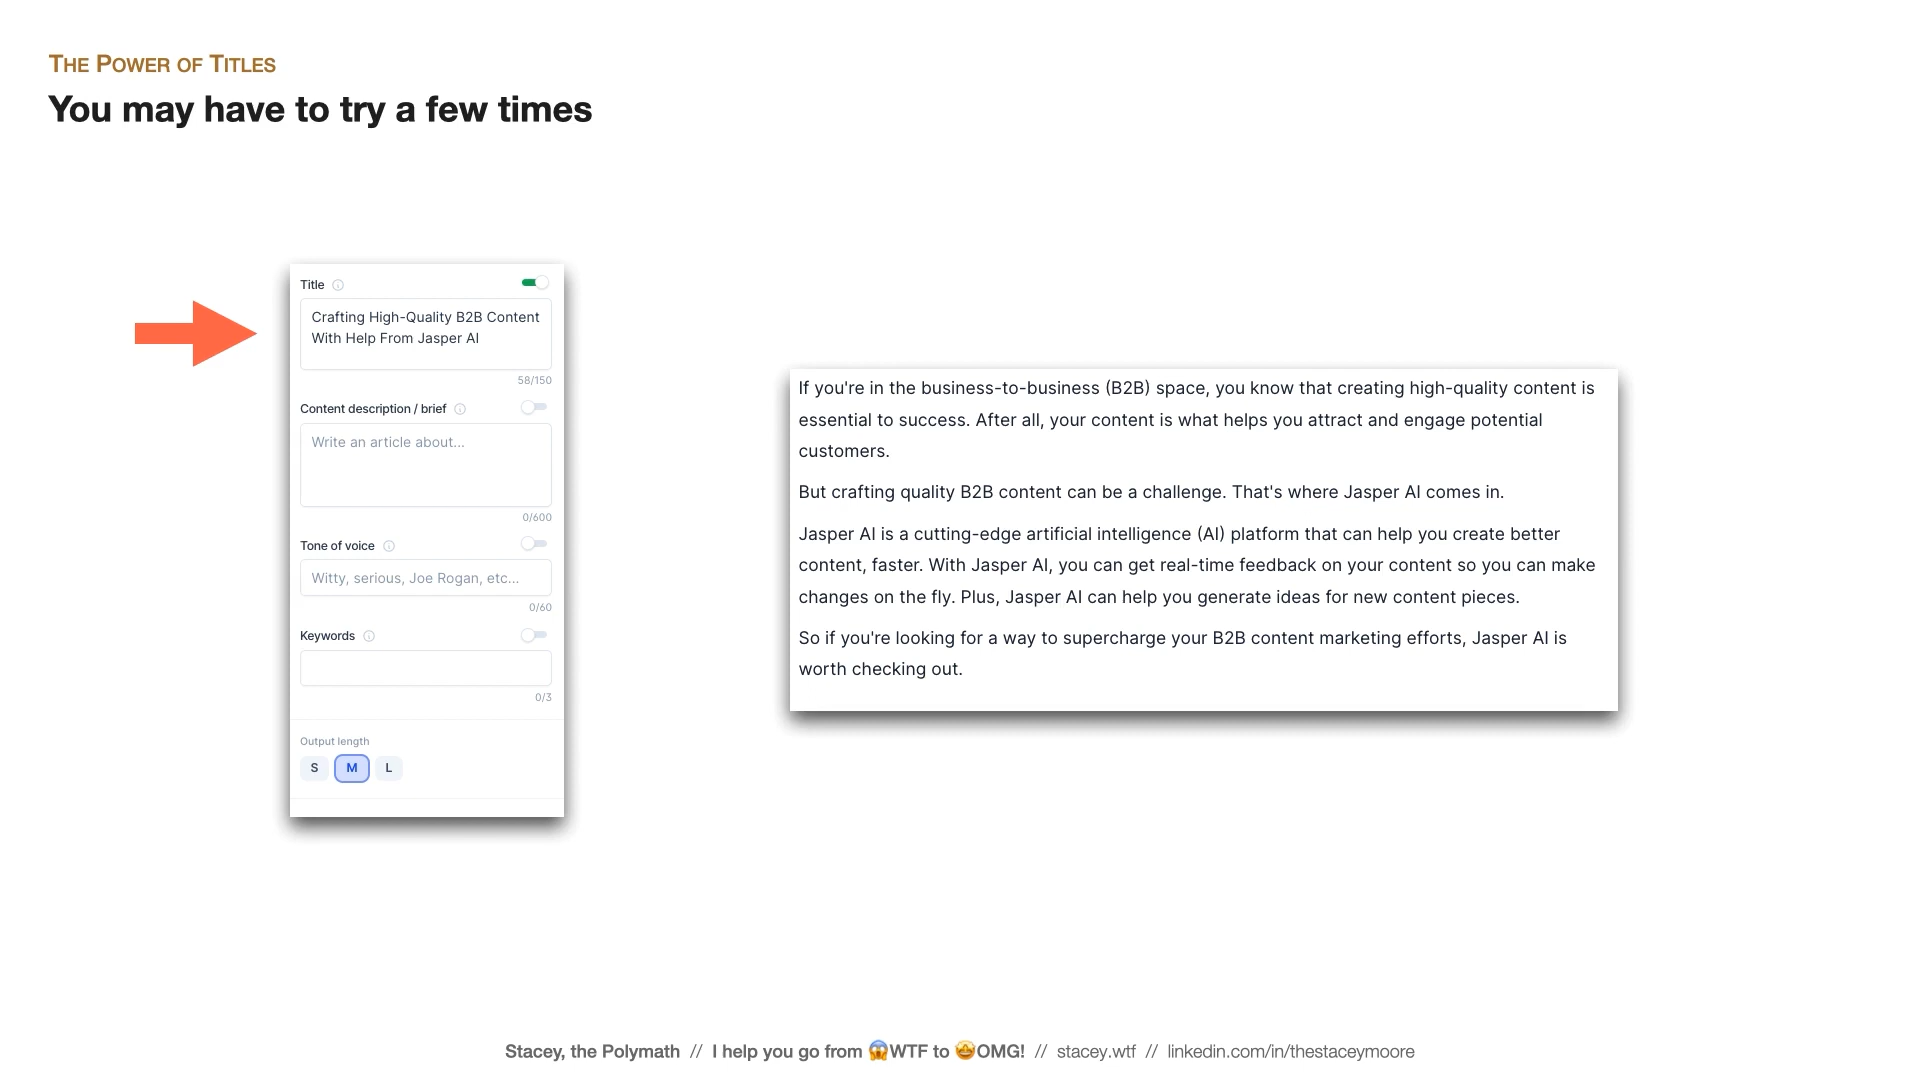 The Power of Titles
You may have to try a few times
Title
Crafting High-Quality B2B Content
With Help From Jasper AI
58/150
Content description / brief
Write an article about...
0/600
Tone of voice
Witty, serious, Joe Rogan, etc...
0/60
Keywords
0/3
Output length
S M L
If you're in the business-to-business (B2B) space, you know that creating high-quality content is
essential to success. After all, your content is what helps you attract and engage potential
customers.
But crafting quality B2B content can be a challenge. That's where Jasper AI comes in.
Jasper AI is a cutting-edge artificial intelligence (AI) platform that can help you create better
content, faster. With Jasper AI, you can get real-time feedback on your content so you can make
changes on the fly. Plus, Jasper AI can help you generate ideas for new content pieces.
So if you're looking for a way to supercharge your B2B content marketing efforts, Jasper AI is
worth checking out.
Stacey, the Polymath // I help you go from 😱WTF to 🤩OMG! // stacey.wtf // linkedin.com/in/thestaceymoore